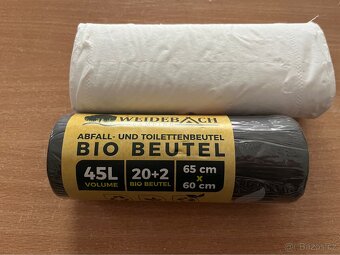 WEIDEBACH
ABFALL- UND TOILETTENBEUTEL
BIO BEUTEL
45L
VOLUME
20+2
BIO BEUTEL
65 cm
x
60 cm